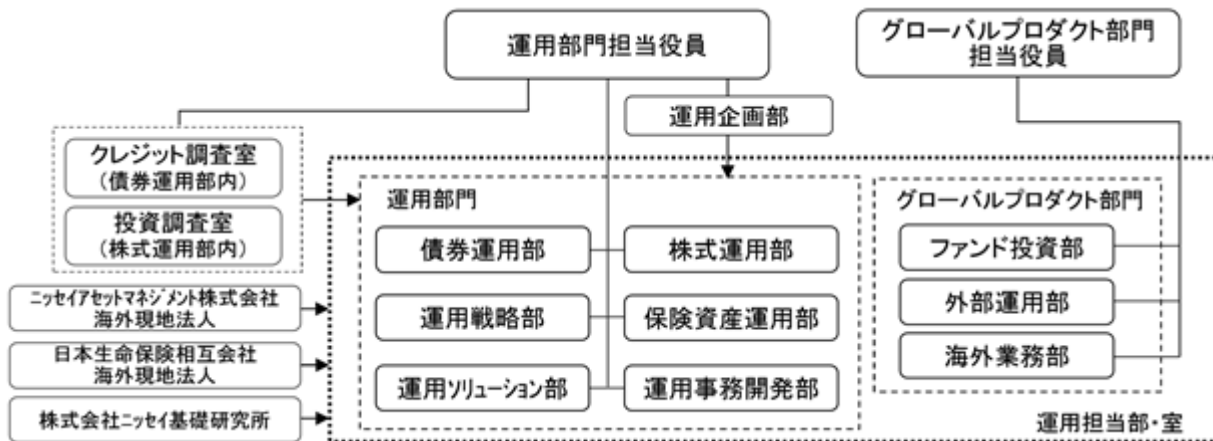 運用部門担当役員
グローバルプロダクト部門
担当役員
運用企画部
クレジット調査室
(債券運用部内)
投資調査室
(株式運用部内)
ニッセイアセットマネジメント株式会社
海外現地法人
日本生命保険相互会社
海外現地法人
株式会社ニッセイ基礎研究所
運用部門
債券運用部
株式運用部
運用戦略部
保険資産運用部
運用ソリューション部
運用事務開発部
グローバルプロダクト部門
ファンド投資部
外部運用部
海外業務部
運用担当部・室